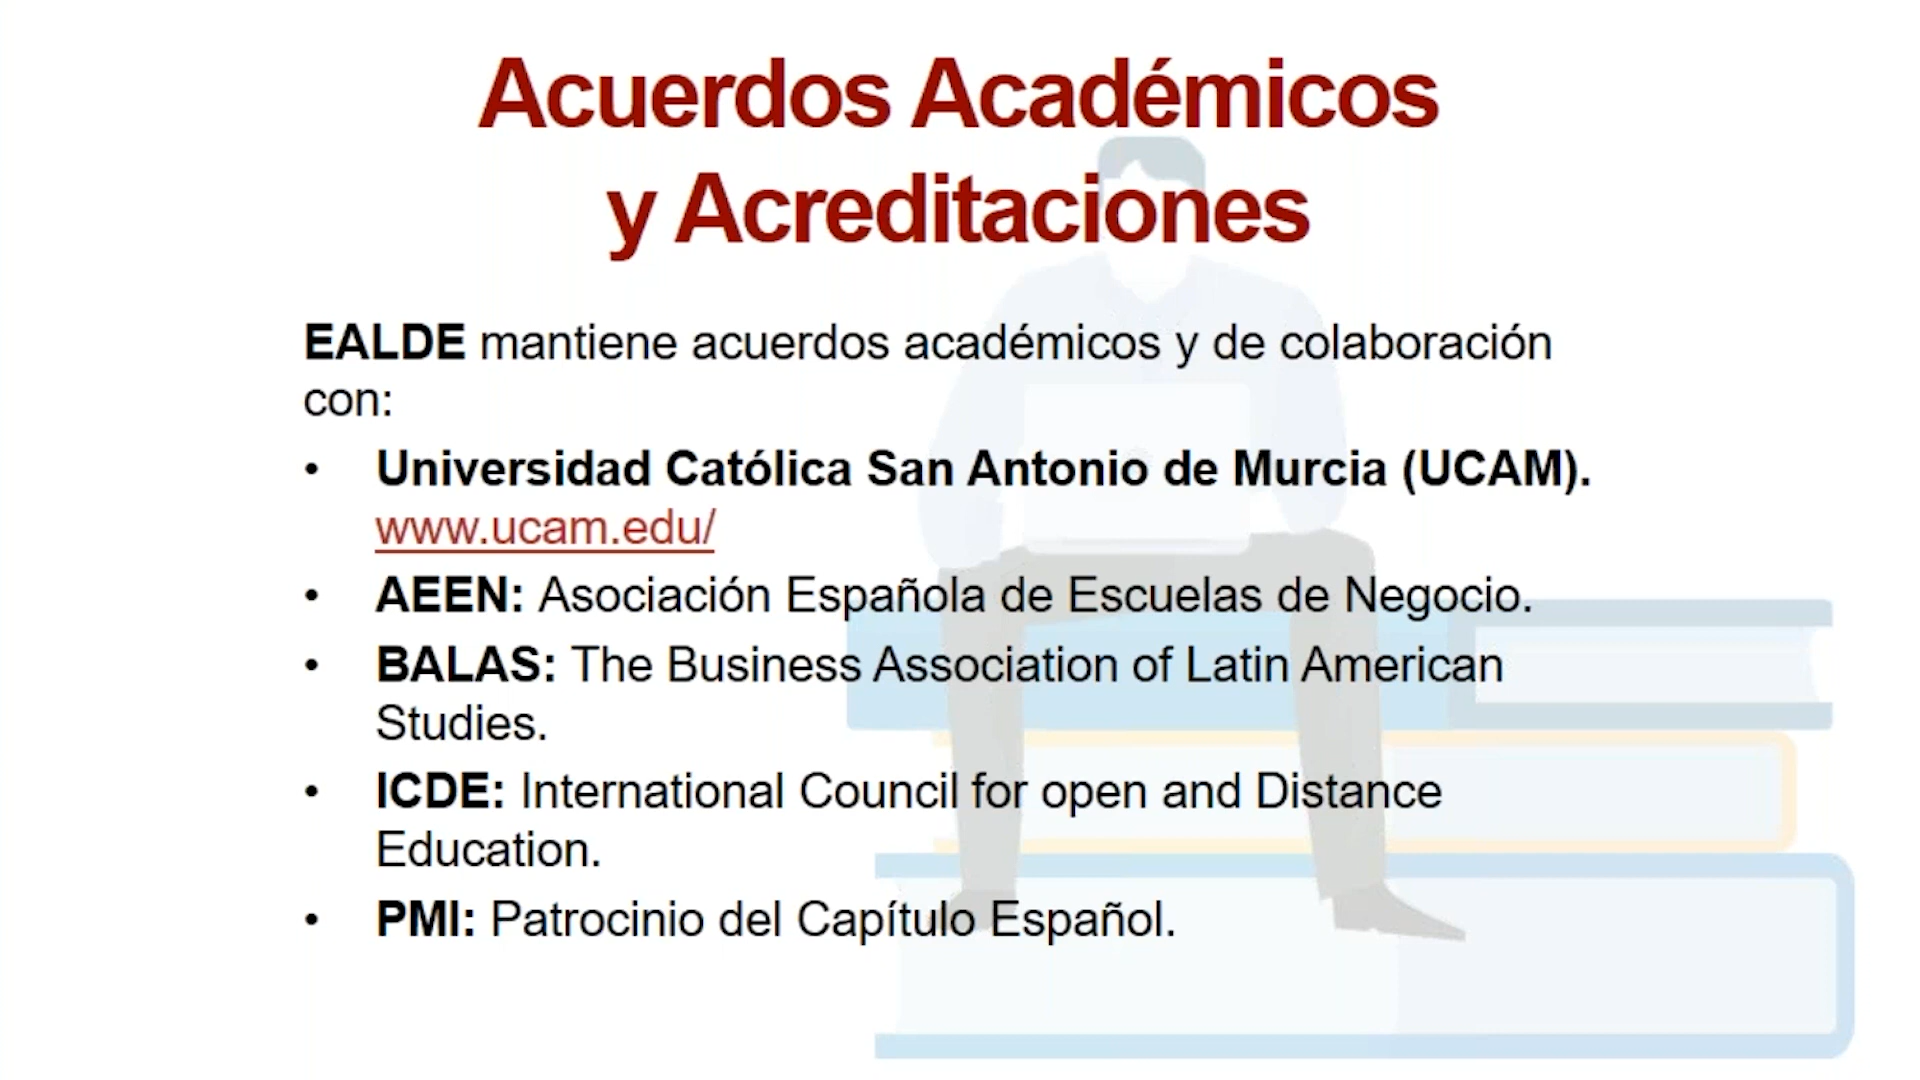 Acuerdos Académicos
y Acreditaciones
EALDE mantiene acuerdos académicos y de colaboración
con:
• Universidad Católica San Antonio de Murcia (UCAM).
www.ucam.edu/
• AEEN: Asociación Española de Escuelas de Negocio.
• BALAS: The Business Association of Latin American
Studies.
• ICDE: International Council for open and Distance
Education.
• PMI: Patrocinio del Capítulo Español.